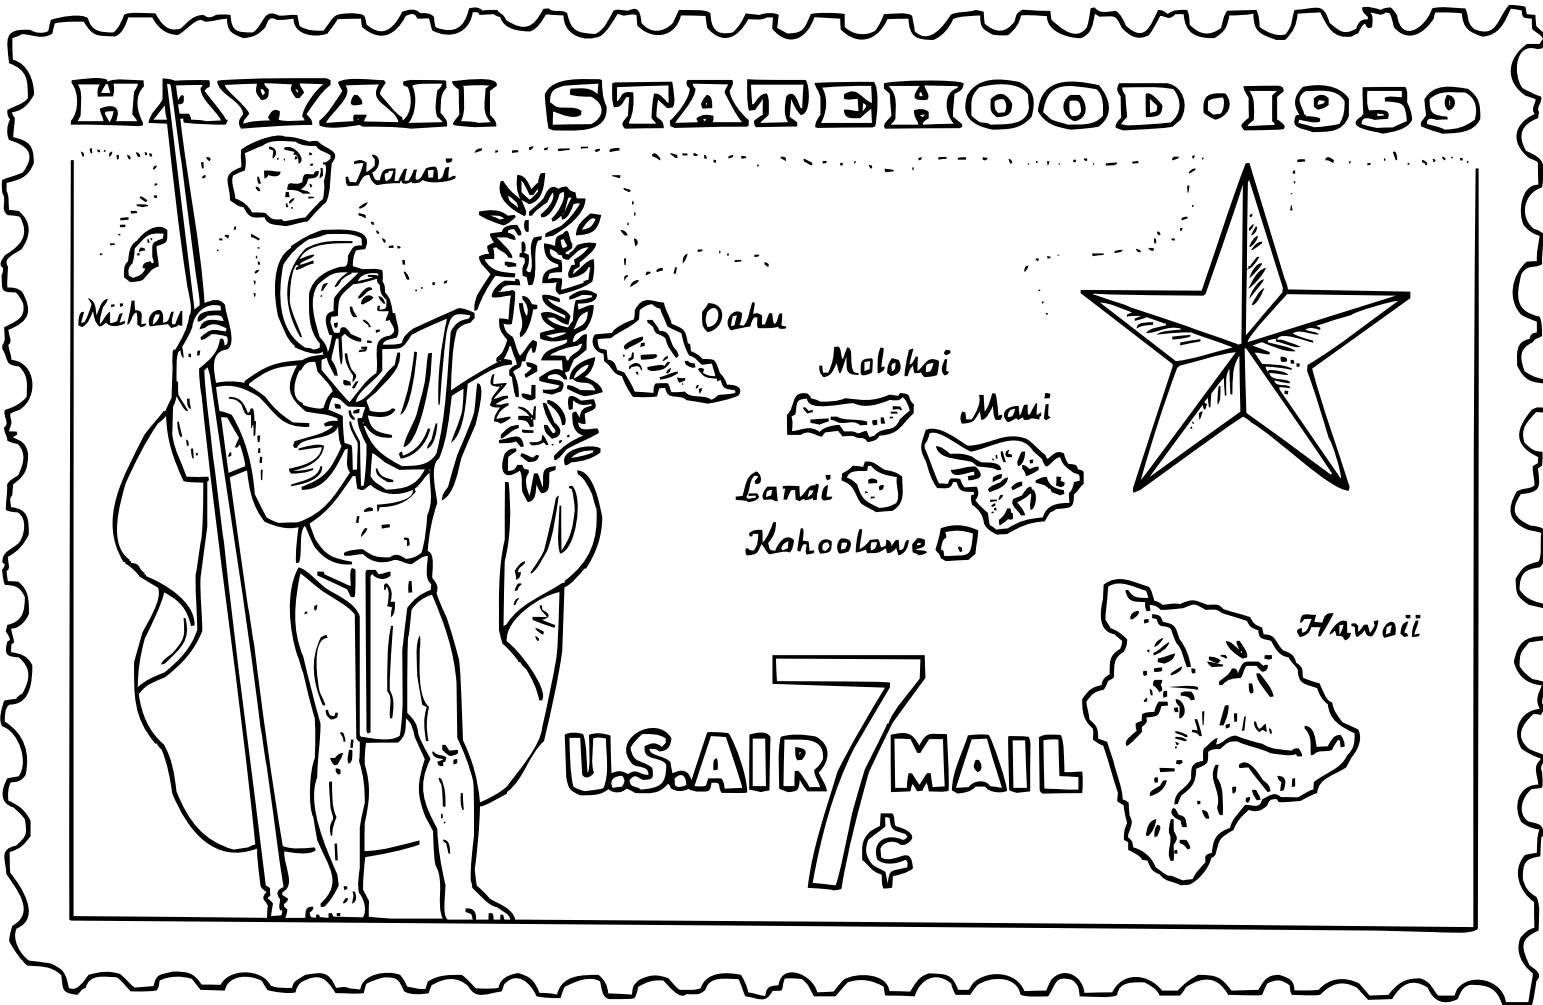 HAWAII STATEHOOD · 1959
Kauai
Niihau
Oahu
Molokai
Maui
Lanai
Kahoolawe
Hawaii
U.S. AIR 7¢ MAIL